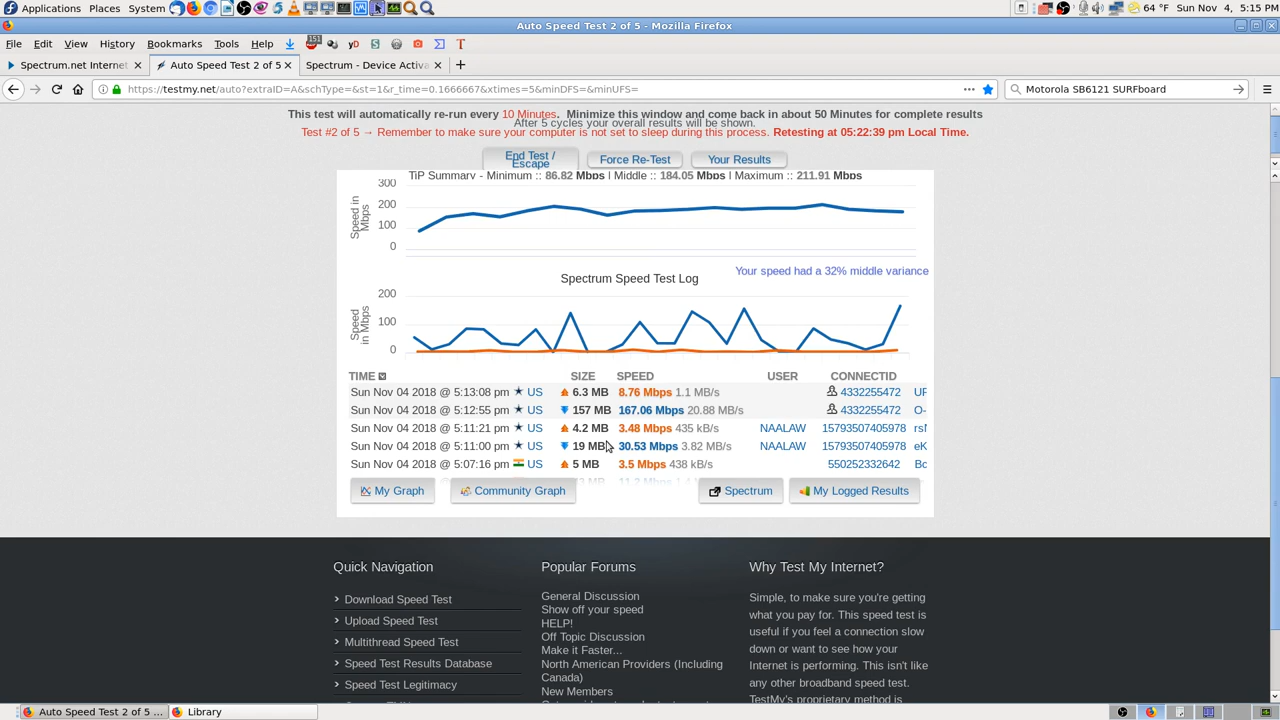 Applications Places System 64 °F Sun Nov 4, 5:15 PM
Auto Speed Test 2 of 5 - Mozilla Firefox
File Edit View History Bookmarks Tools Help 151 yD S T
Spectrum.net Internet Auto Speed Test 2 of 5 Spectrum - Device Activa
https://testmy.net/auto?extraID=A&schType=&st=1&r_time=0.1666667&xtimes=5&minDFS=&minUFS= Motorola SB6121 SURFboard
This test will automatically re-run every 10 Minutes. Minimize this window and come back in about 50 Minutes for complete results
After 5 cycles your overall results will be shown.
Test #2 of 5 → Remember to make sure your computer is not set to sleep during this process. Retesting at 05:22:39 pm Local Time.
End Test / Escape Force Re-Test Your Results
TiP Summary - Minimum :: 86.82 Mbps | Middle :: 184.05 Mbps | Maximum :: 211.91 Mbps
Speed in Mbps
300
200
100
0
Your speed had a 32% middle variance
Spectrum Speed Test Log
Speed in Mbps
200
100
0
TIME SIZE SPEED USER CONNECTID
Sun Nov 04 2018 @ 5:13:08 pm US 6.3 MB 8.76 Mbps 1.1 MB/s 4332255472 UF
Sun Nov 04 2018 @ 5:12:55 pm US 157 MB 167.06 Mbps 20.88 MB/s 4332255472 O-
Sun Nov 04 2018 @ 5:11:21 pm US 4.2 MB 3.48 Mbps 435 kB/s NAALAW 15793507405978 rsI
Sun Nov 04 2018 @ 5:11:00 pm US 19 MB 30.53 Mbps 3.82 MB/s NAALAW 15793507405978 eK
Sun Nov 04 2018 @ 5:07:16 pm US 5 MB 3.5 Mbps 438 kB/s 550252332642 Bc
My Graph Community Graph Spectrum My Logged Results
Quick Navigation
Download Speed Test
Upload Speed Test
Multithread Speed Test
Speed Test Results Database
Speed Test Legitimacy
Popular Forums
General Discussion
Show off your speed
HELP!
Off Topic Discussion
Make it Faster...
North American Providers (Including
Canada)
New Members
Why Test My Internet?
Simple, to make sure you're getting
what you pay for. This speed test is
useful if you feel a connection slow
down or want to see how your
Internet is performing. This isn't like
any other broadband speed test.
TestMy's proprietary method is
Auto Speed Test 2 of 5 ... Library